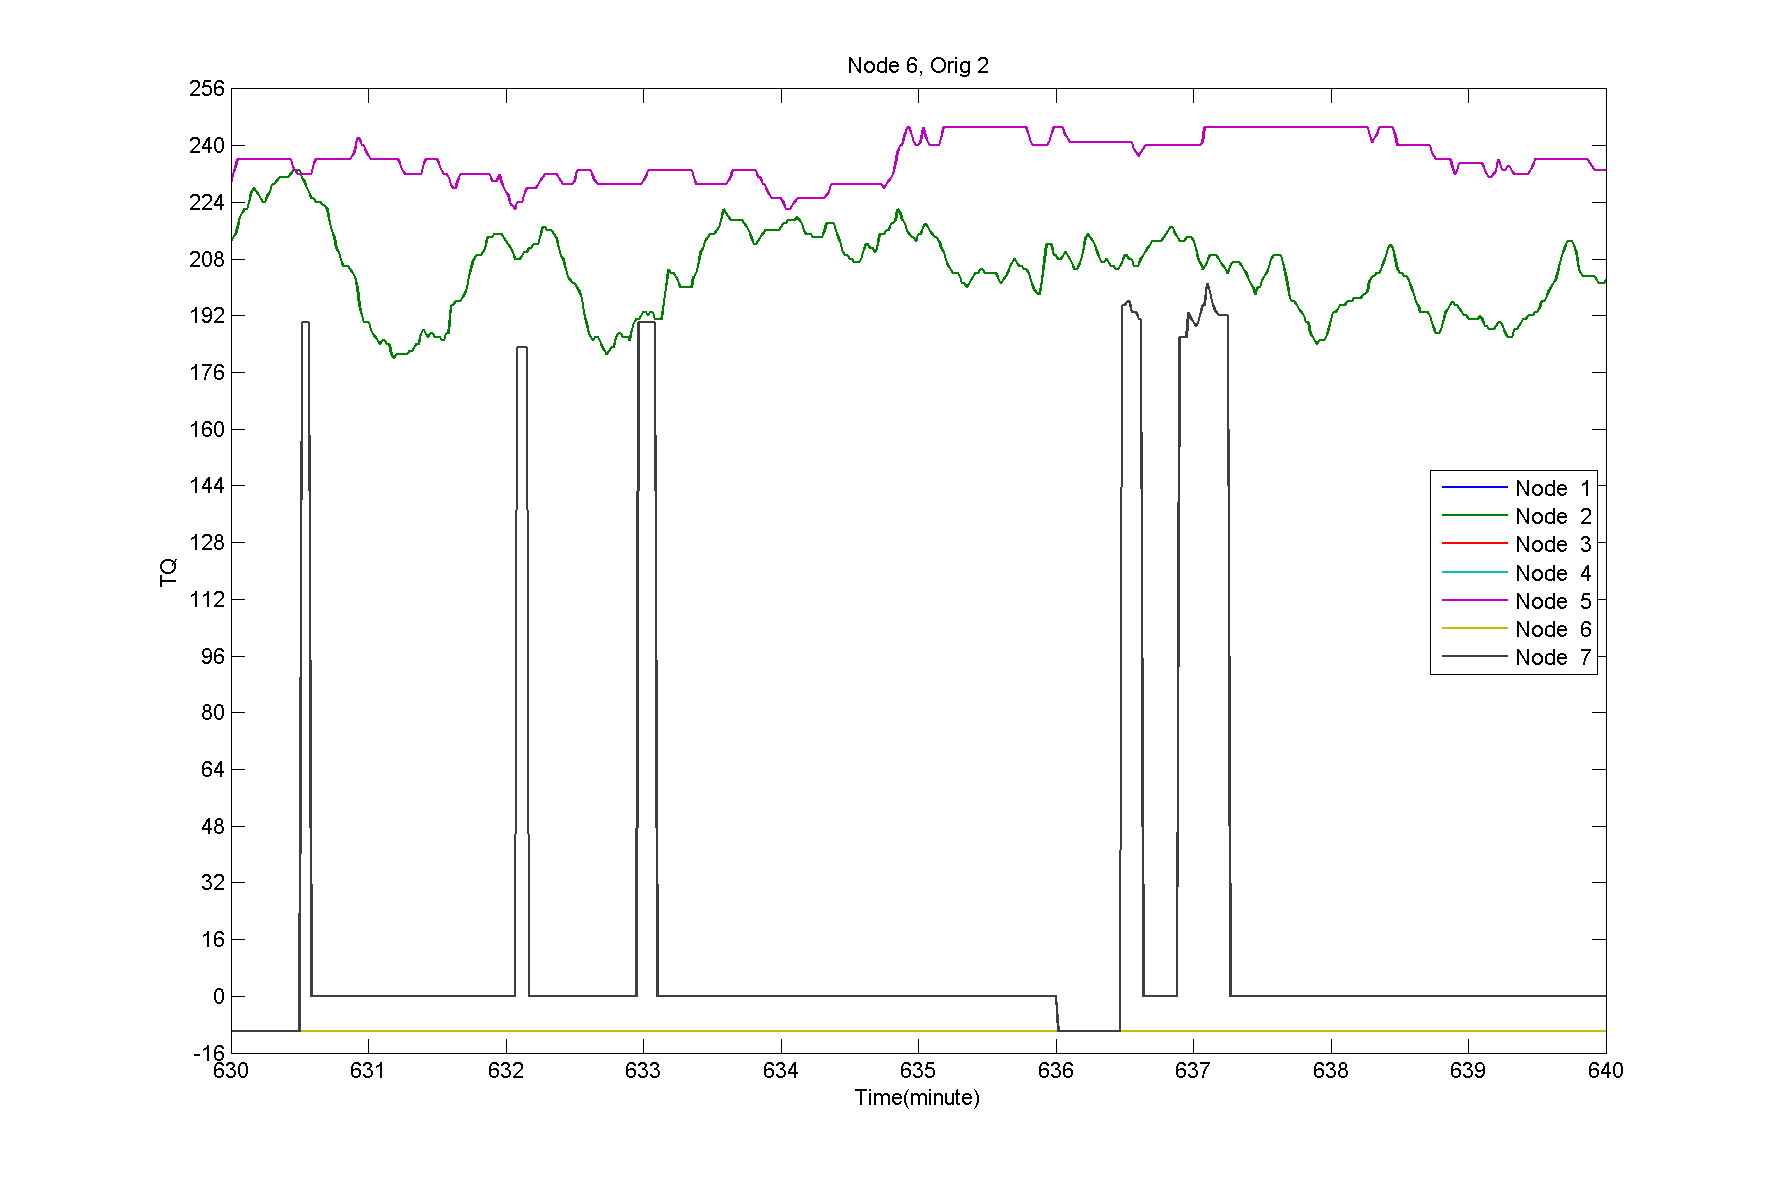 Node 6, Orig 2
256
240
224
208
192
176
160
144
128
112
96
80
64
48
32
16
0
-16
TQ
Node 1
Node 2
Node 3
Node 4
Node 5
Node 6
Node 7
630 631 632 633 634 635 636 637 638 639 640
Time(minute)